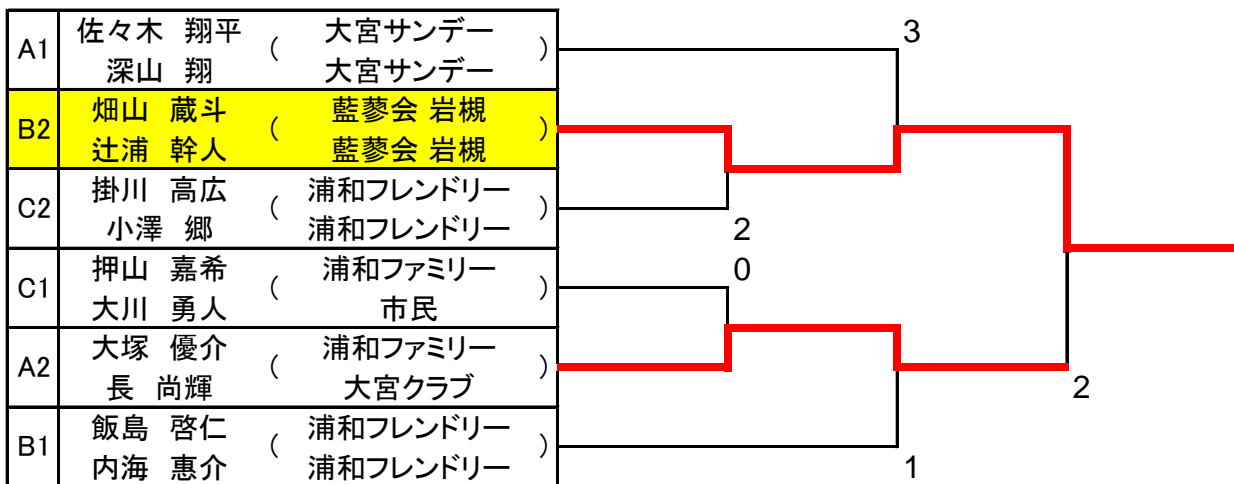 A1 佐々木 翔平 ( 大宮サンデー )
深山 翔 大宮サンデー
3
B2 畑山 蔵斗 ( 藍蓼会 岩槻 )
辻浦 幹人 藍蓼会 岩槻
C2 掛川 高広 ( 浦和フレンドリー )
小澤 郷 浦和フレンドリー
2
C1 押山 嘉希 ( 浦和ファミリー )
大川 勇人 市民
0
A2 大塚 優介 ( 浦和ファミリー )
長 尚輝 大宮クラブ
2
B1 飯島 啓仁 ( 浦和フレンドリー )
内海 惠介 浦和フレンドリー
1